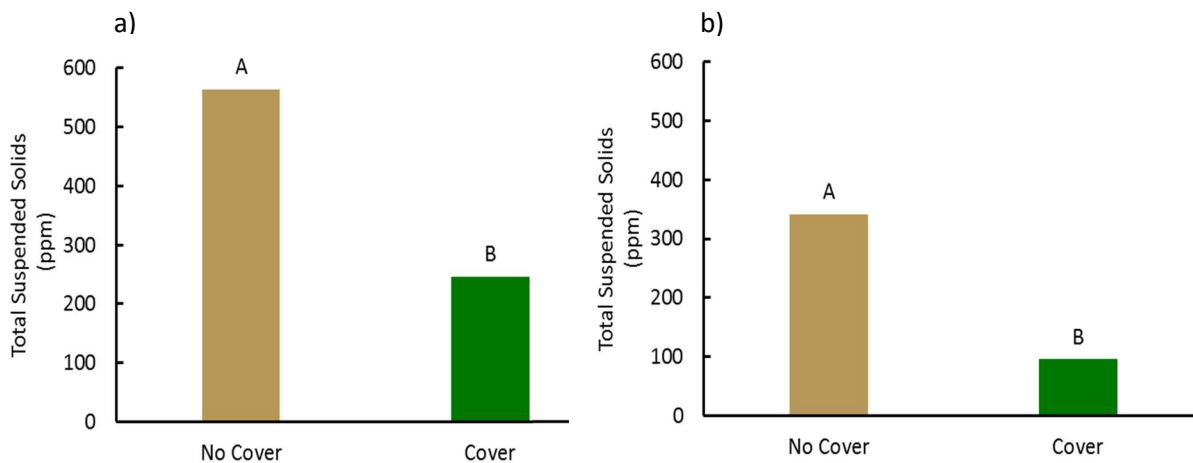 a)
Total Suspended Solids
(ppm)
600
500
400
300
200
100
0
A
B
No Cover
Cover
b)
Total Suspended Solids
(ppm)
600
500
400
300
200
100
0
A
B
No Cover
Cover